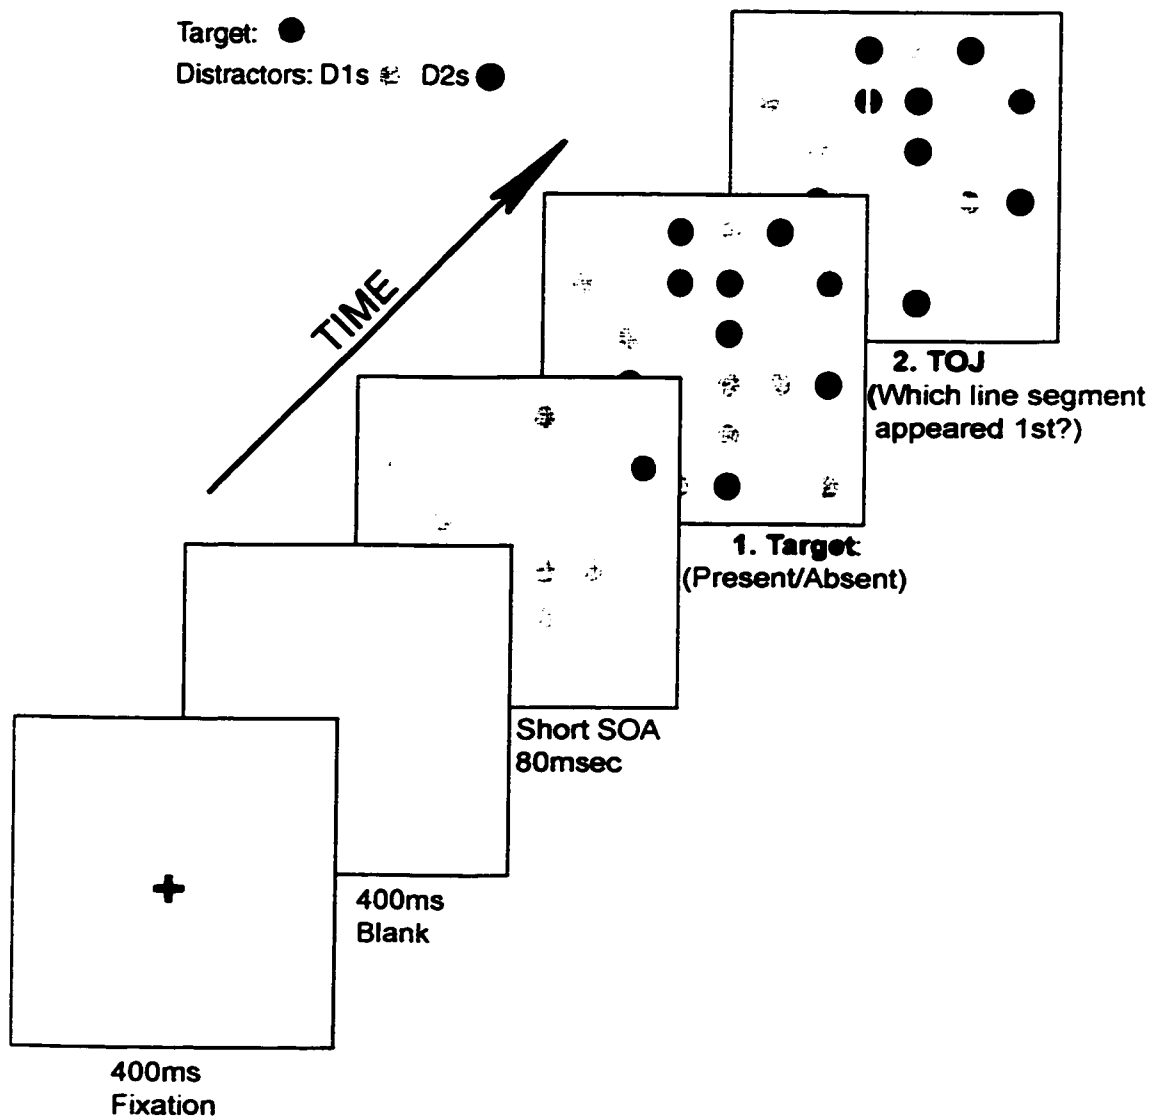 Target:
Distractors: D1s D2s
TIME
2. TOJ
(Which line segment
appeared 1st?)
1. Target:
(Present/Absent)
Short SOA
80msec
400ms
Blank
400ms
Fixation